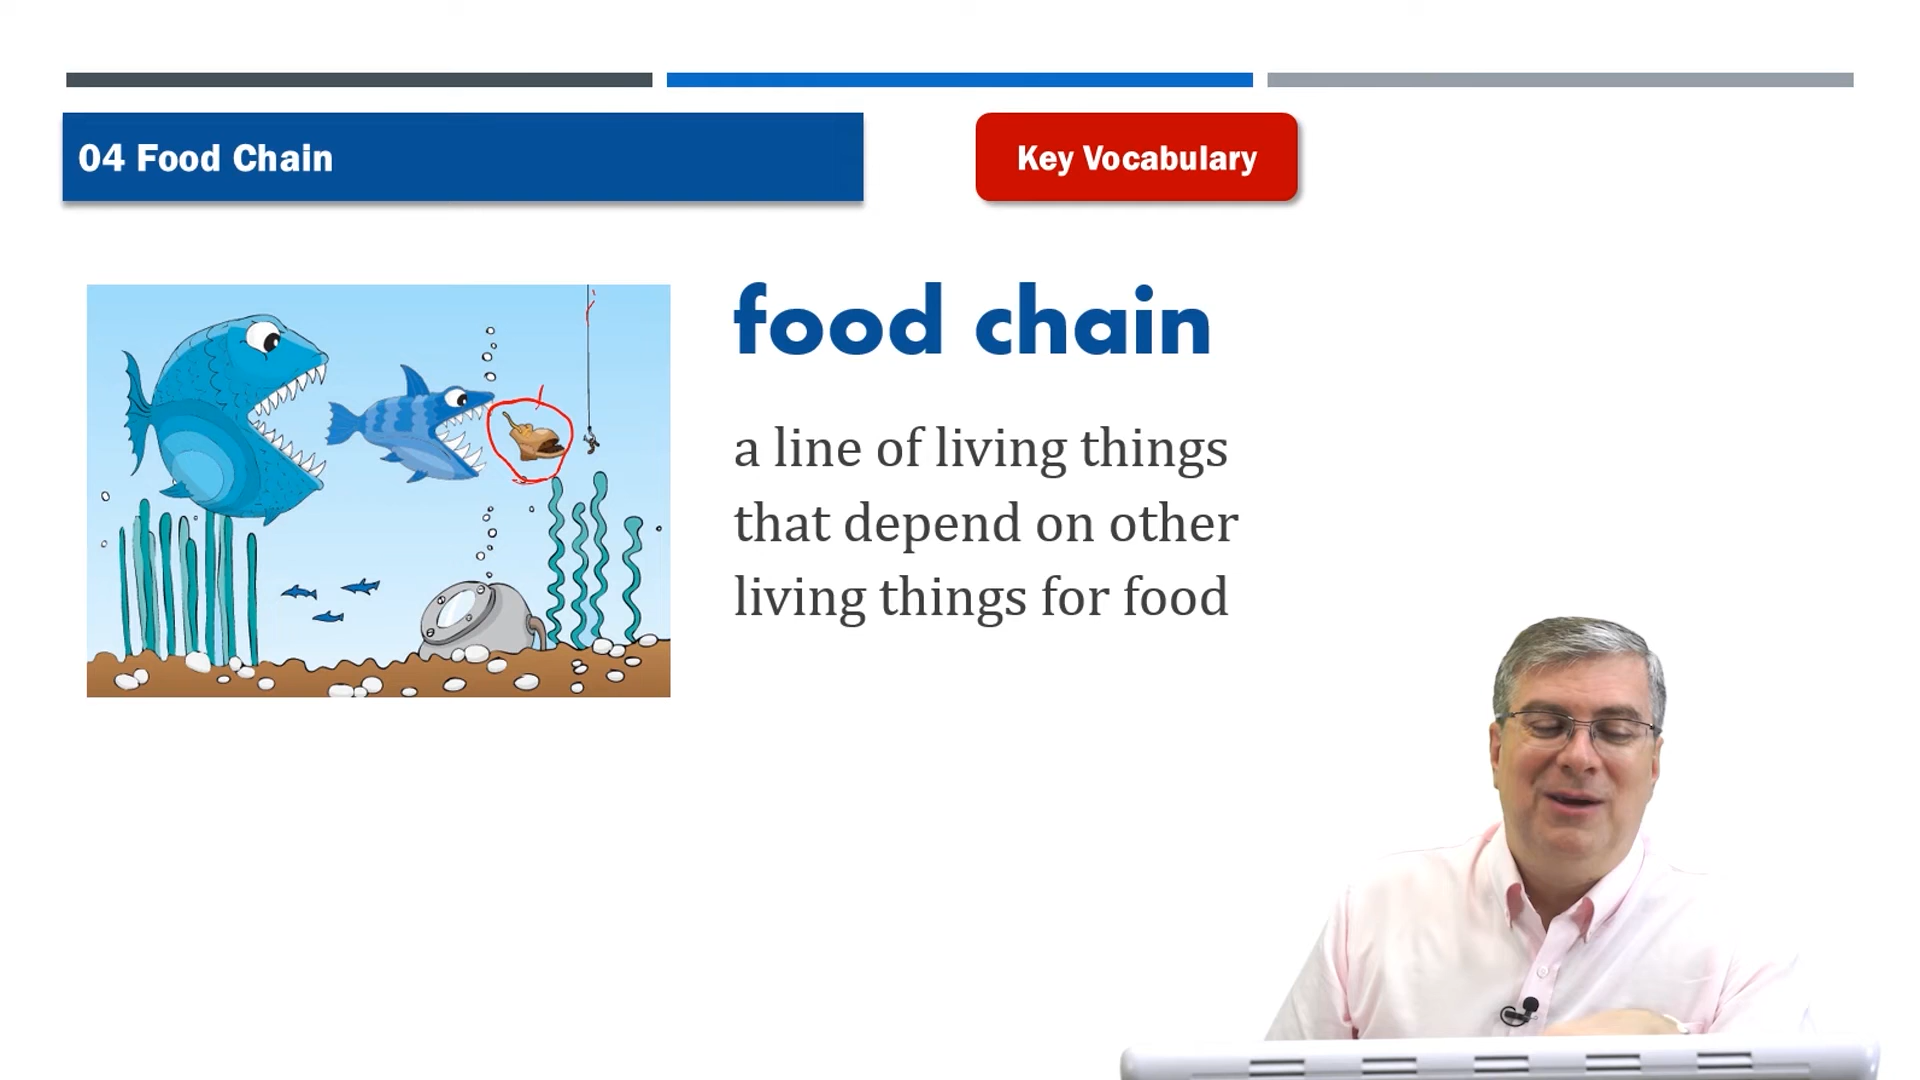 04 Food Chain
Key Vocabulary
food chain
a line of living things
that depend on other
living things for food